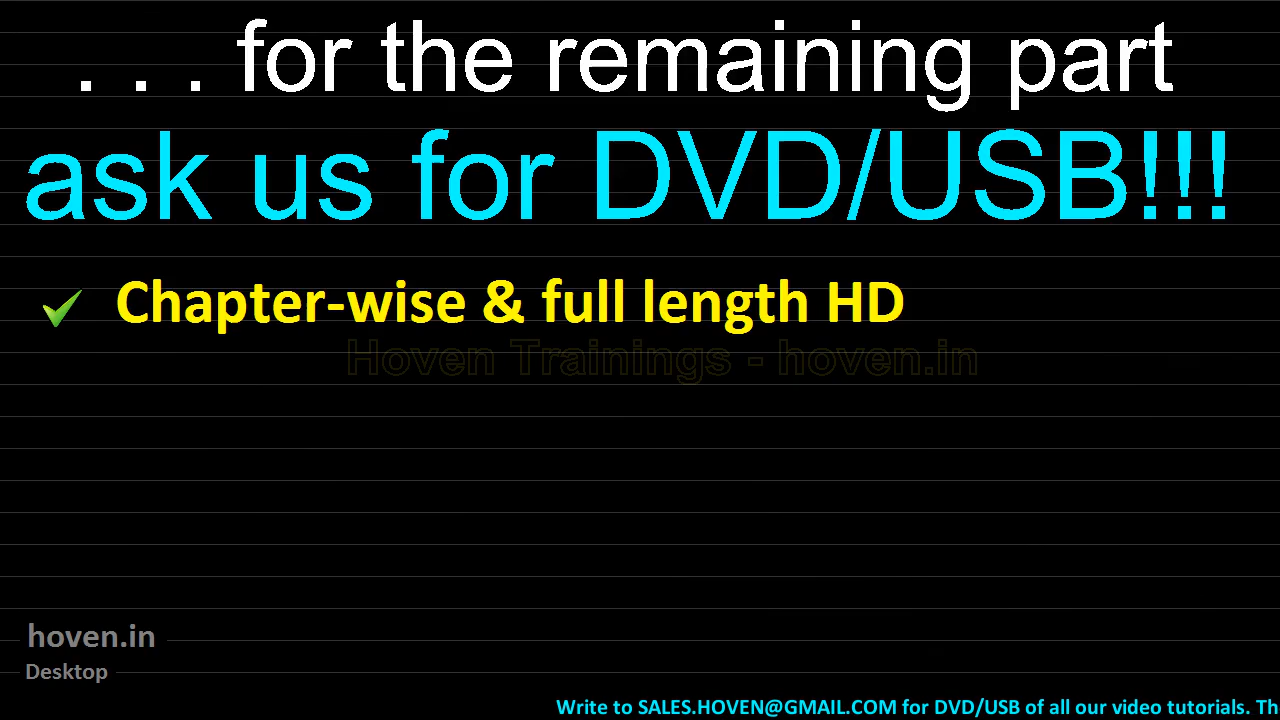 . . . for the remaining part
ask us for DVD/USB!!!
Chapter-wise & full length HD
Hoven Trainings - hoven.in
hoven.in
Desktop
Write to SALES.HOVEN@GMAIL.COM for DVD/USB of all our video tutorials. Th